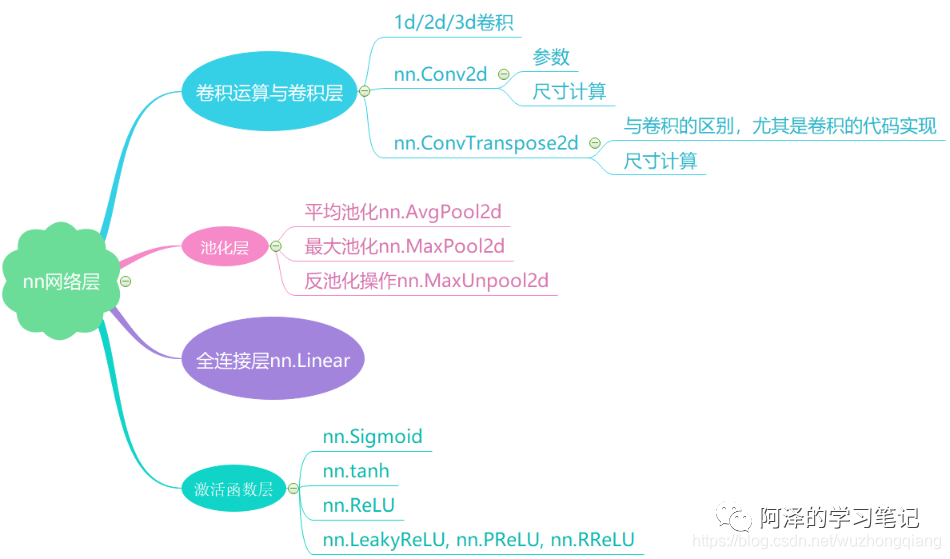 1d/2d/3d卷积
卷积运算与卷积层
nn.Conv2d
参数
尺寸计算
nn.ConvTranspose2d
与卷积的区别，尤其是卷积的代码实现
尺寸计算
nn网络层
池化层
平均池化nn.AvgPool2d
最大池化nn.MaxPool2d
反池化操作nn.MaxUnpool2d
全连接层nn.Linear
激活函数层
nn.Sigmoid
nn.tanh
nn.ReLU
nn.LeakyReLU, nn.PReLU, nn.RReLU
阿泽的学习笔记
https://blog.csdn.net/wuzhongqiang